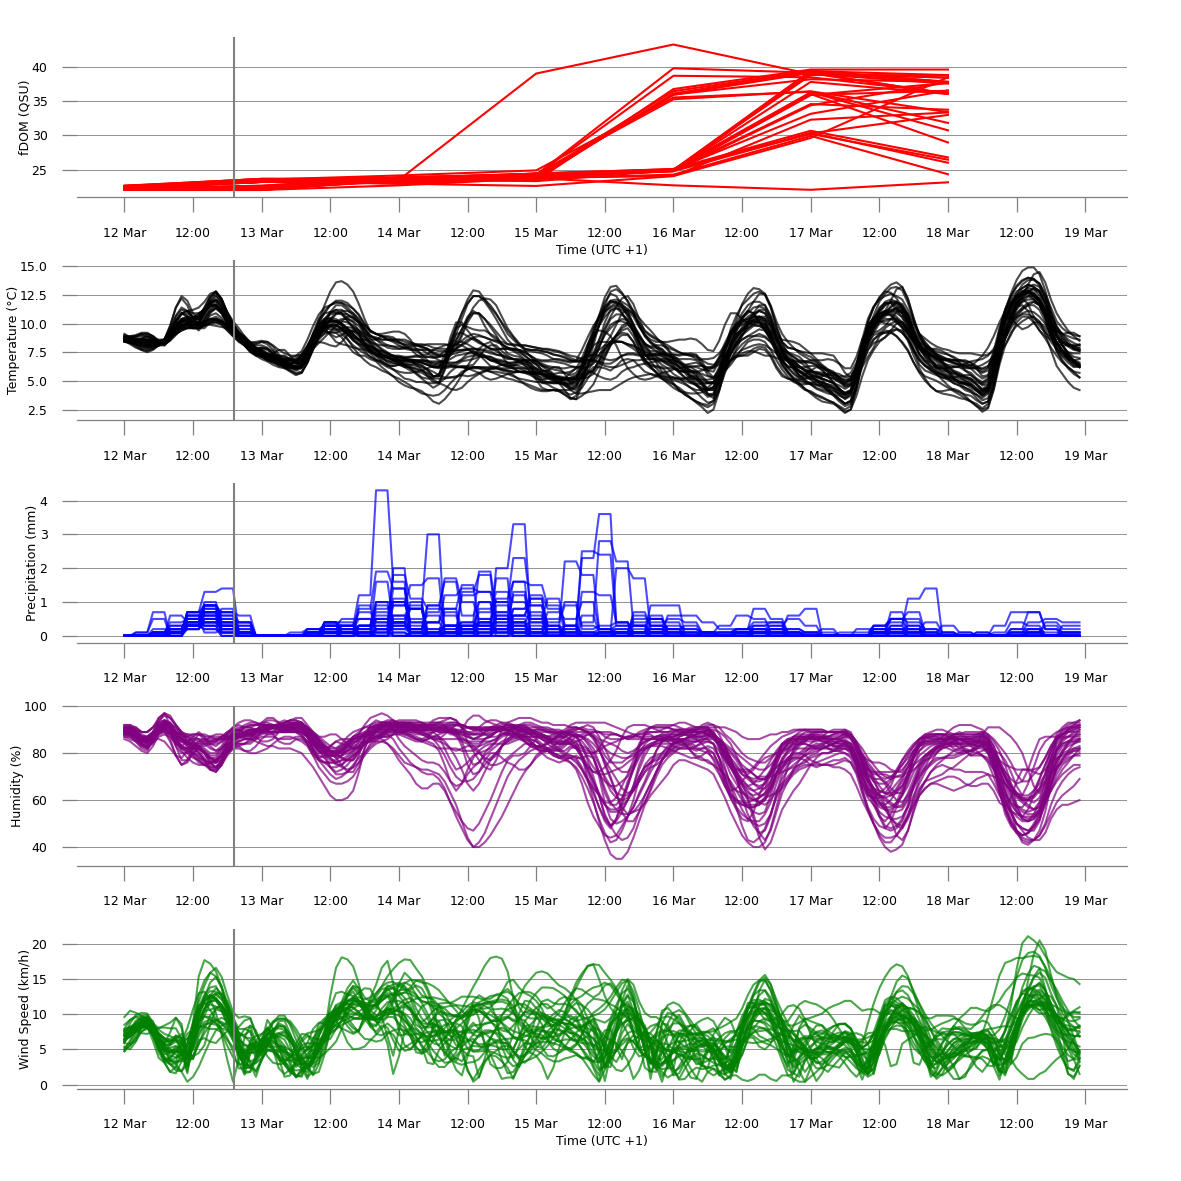 40
35
30
25
fDOM (QSU)
12 Mar 12:00 13 Mar 12:00 14 Mar 12:00 15 Mar 12:00 16 Mar 12:00 17 Mar 12:00 18 Mar 12:00 19 Mar
Time (UTC +1)
15.0
12.5
10.0
7.5
5.0
2.5
Temperature (°C)
12 Mar 12:00 13 Mar 12:00 14 Mar 12:00 15 Mar 12:00 16 Mar 12:00 17 Mar 12:00 18 Mar 12:00 19 Mar
4
3
2
1
0
Precipitation (mm)
12 Mar 12:00 13 Mar 12:00 14 Mar 12:00 15 Mar 12:00 16 Mar 12:00 17 Mar 12:00 18 Mar 12:00 19 Mar
100
80
60
40
Humidity (%)
12 Mar 12:00 13 Mar 12:00 14 Mar 12:00 15 Mar 12:00 16 Mar 12:00 17 Mar 12:00 18 Mar 12:00 19 Mar
20
15
10
5
0
Wind Speed (km/h)
12 Mar 12:00 13 Mar 12:00 14 Mar 12:00 15 Mar 12:00 16 Mar 12:00 17 Mar 12:00 18 Mar 12:00 19 Mar
Time (UTC +1)